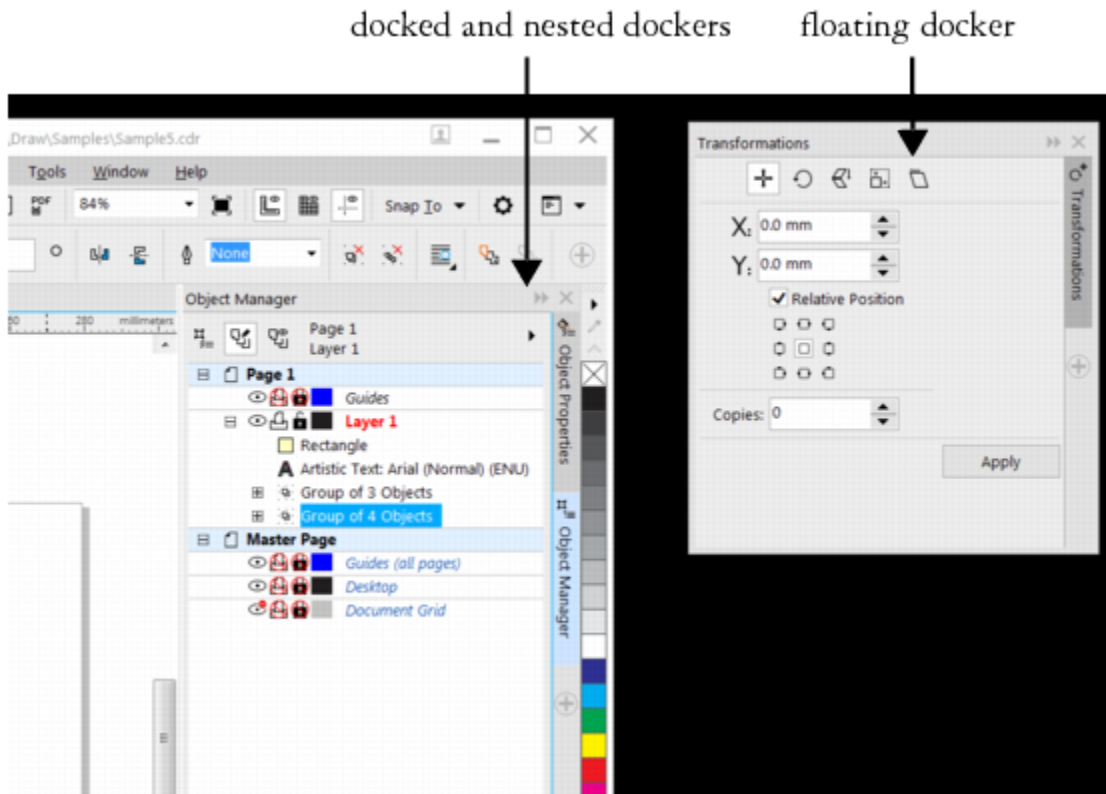 docked and nested dockers floating docker
,Draw\Samples\Sample5.cdr
Tools Window Help
PDF 84% Snap To
None
Object Manager
280 millimeters
Page 1
Layer 1
Page 1
Guides
Layer 1
Rectangle
A Artistic Text: Arial (Normal) (ENU)
Group of 3 Objects
Group of 4 Objects
Master Page
Guides (all pages)
Desktop
Document Grid
Object Properties
Object Manager
Transformations
X: 0.0 mm
Y: 0.0 mm
Relative Position
Copies: 0
Apply
Transformations